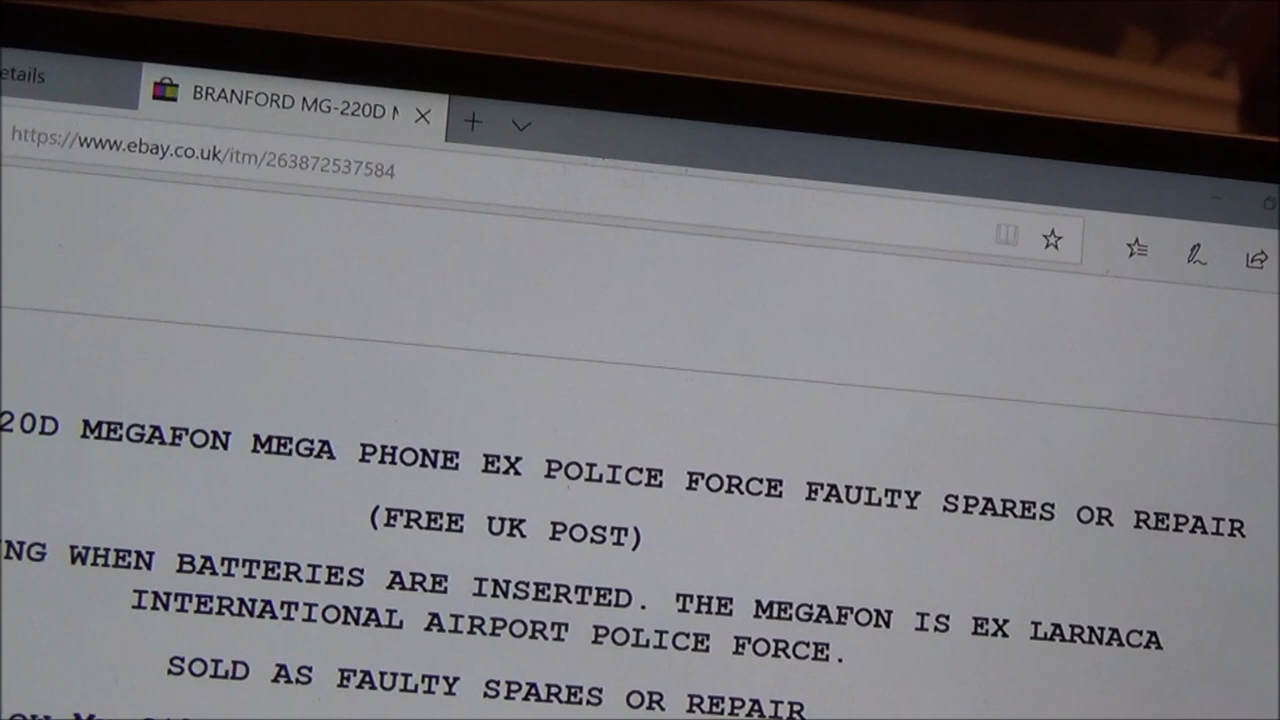 etails
BRANFORD MG-220D
https://www.ebay.co.uk/itm/263872537584
20D MEGAFON MEGA PHONE EX POLICE FORCE FAULTY SPARES OR REPAIR
(FREE UK POST)
NG WHEN BATTERIES ARE INSERTED. THE MEGAFON IS EX LARNACA
INTERNATIONAL AIRPORT POLICE FORCE.
SOLD AS FAULTY SPARES OR REPAIR